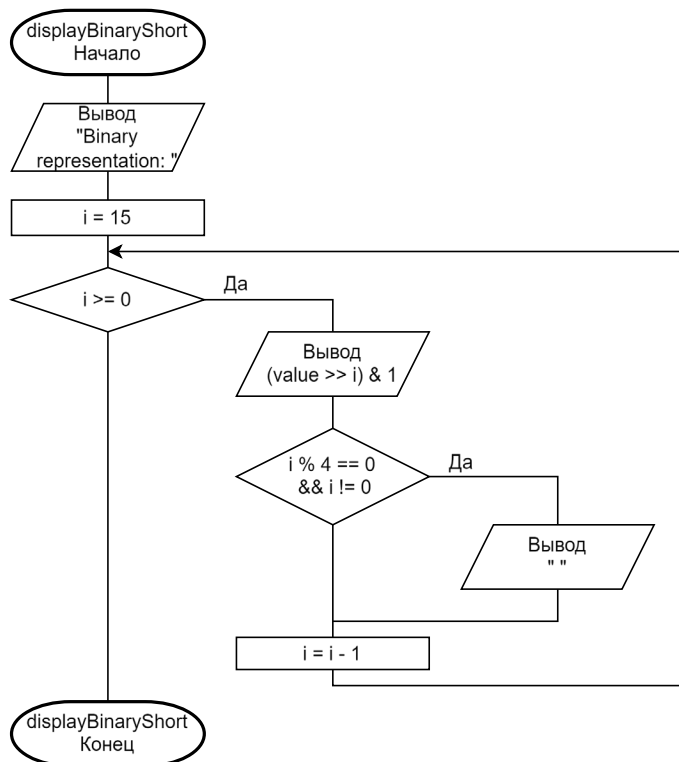 displayBinaryShort
Начало
Вывод
"Binary
representation: "
i = 15
i >= 0
Да
Вывод
(value >> i) & 1
i % 4 == 0
&& i != 0
Да
Вывод
" "
i = i - 1
displayBinaryShort
Конец